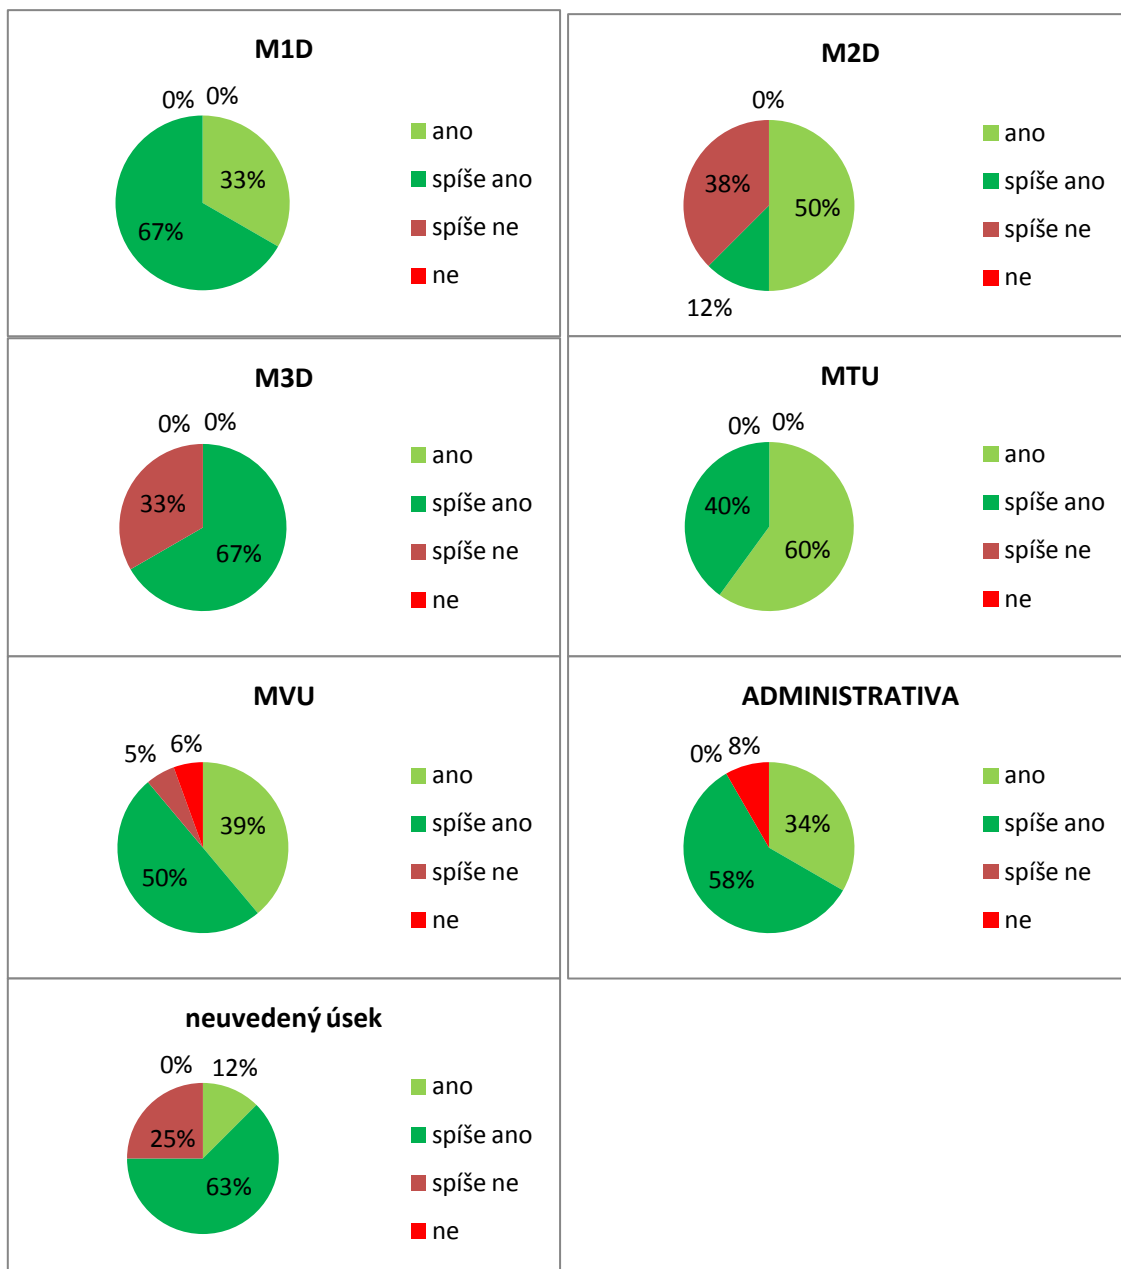 M1D
0% 0%
33%
67%
ano
spíše ano
spíše ne
ne
M2D
0%
38%
50%
12%
ano
spíše ano
spíše ne
ne
M3D
0% 0%
33%
67%
ano
spíše ano
spíše ne
ne
MTU
0% 0%
40%
60%
ano
spíše ano
spíše ne
ne
MVU
5% 6%
39%
50%
ano
spíše ano
spíše ne
ne
ADMINISTRATIVA
0% 8%
34%
58%
ano
spíše ano
spíše ne
ne
neuvedený úsek
0% 12%
25%
63%
ano
spíše ano
spíše ne
ne